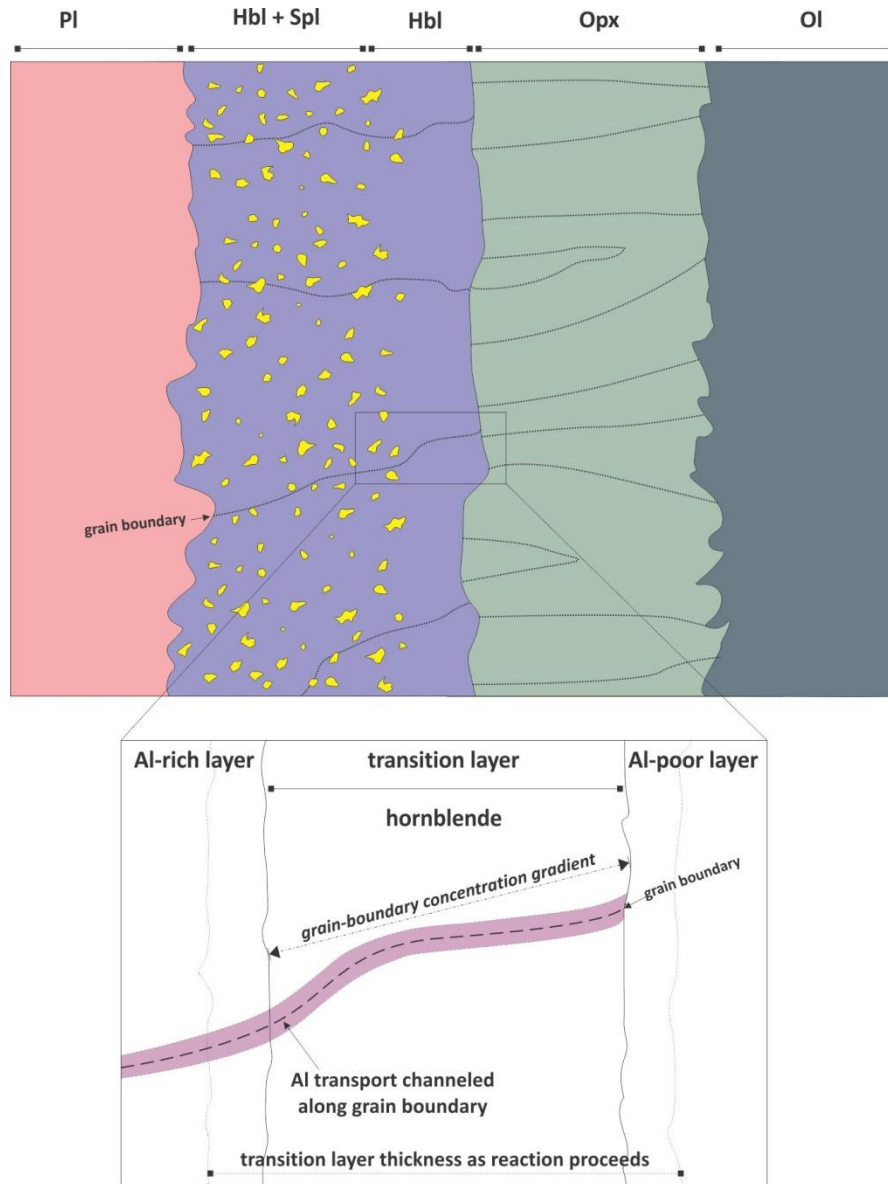 Pl
Hbl + Spl
Hbl
Opx
Ol
grain boundary
Al-rich layer
transition layer
Al-poor layer
hornblende
grain-boundary concentration gradient
grain boundary
Al transport channeled
along grain boundary
transition layer thickness as reaction proceeds